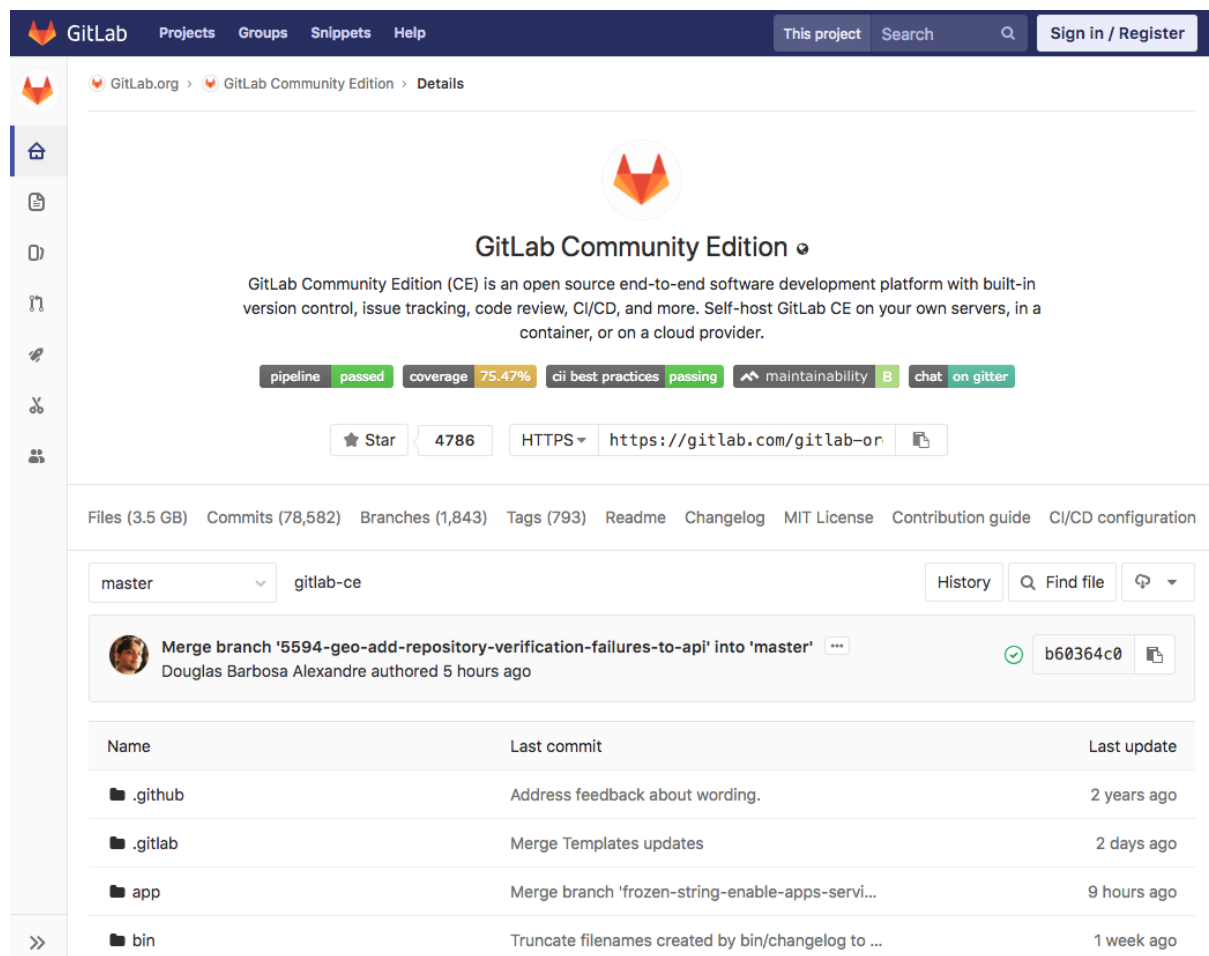 GitLab Projects Groups Snippets Help This project Search Sign in / Register
GitLab.org › GitLab Community Edition › Details
GitLab Community Edition
GitLab Community Edition (CE) is an open source end-to-end software development platform with built-in
version control, issue tracking, code review, CI/CD, and more. Self-host GitLab CE on your own servers, in a
container, or on a cloud provider.
pipeline passed coverage 75.47% cii best practices passing maintainability B chat on gitter
Star 4786 HTTPS https://gitlab.com/gitlab-or
Files (3.5 GB) Commits (78,582) Branches (1,843) Tags (793) Readme Changelog MIT License Contribution guide CI/CD configuration
master gitlab-ce History Find file
Merge branch '5594-geo-add-repository-verification-failures-to-api' into 'master' ...
Douglas Barbosa Alexandre authored 5 hours ago b60364c0
Name Last commit Last update
.github Address feedback about wording. 2 years ago
.gitlab Merge Templates updates 2 days ago
app Merge branch 'frozen-string-enable-apps-servi... 9 hours ago
bin Truncate filenames created by bin/changelog to ... 1 week ago